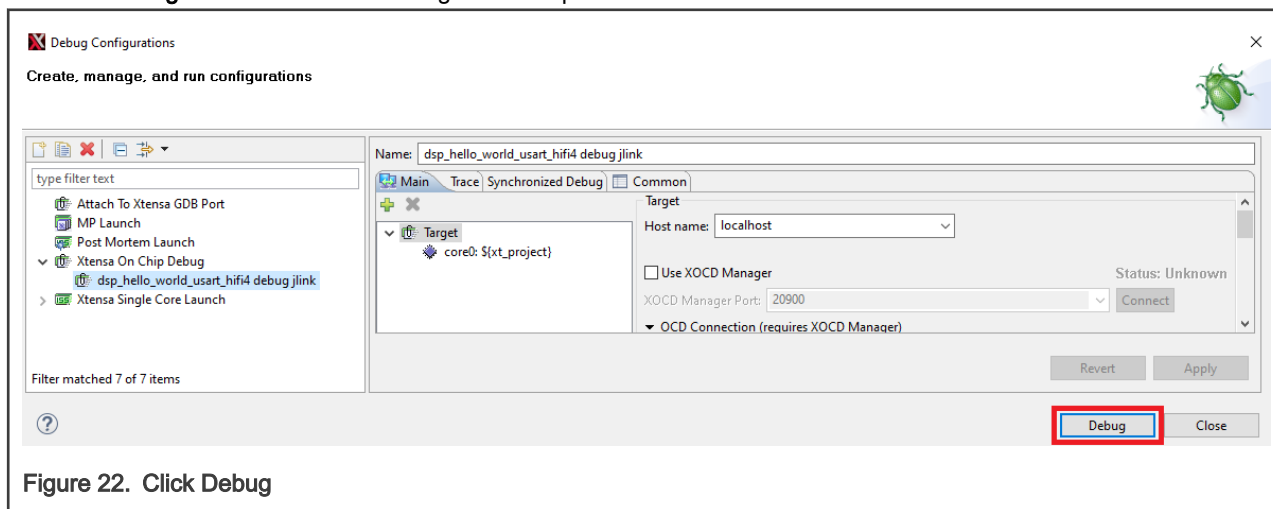 Debug Configurations
Create, manage, and run configurations
type filter text
Attach To Xtensa GDB Port
MP Launch
Post Mortem Launch
Xtensa On Chip Debug
dsp_hello_world_usart_hifi4 debug jlink
Xtensa Single Core Launch
Filter matched 7 of 7 items
Name: dsp_hello_world_usart_hifi4 debug jlink
Main Trace Synchronized Debug Common
Target
core0: ${xt_project}
Target
Host name: localhost
Use XOCD Manager Status: Unknown
XOCD Manager Port: 20900 Connect
OCD Connection (requires XOCD Manager)
Revert Apply
Debug Close
Figure 22. Click Debug